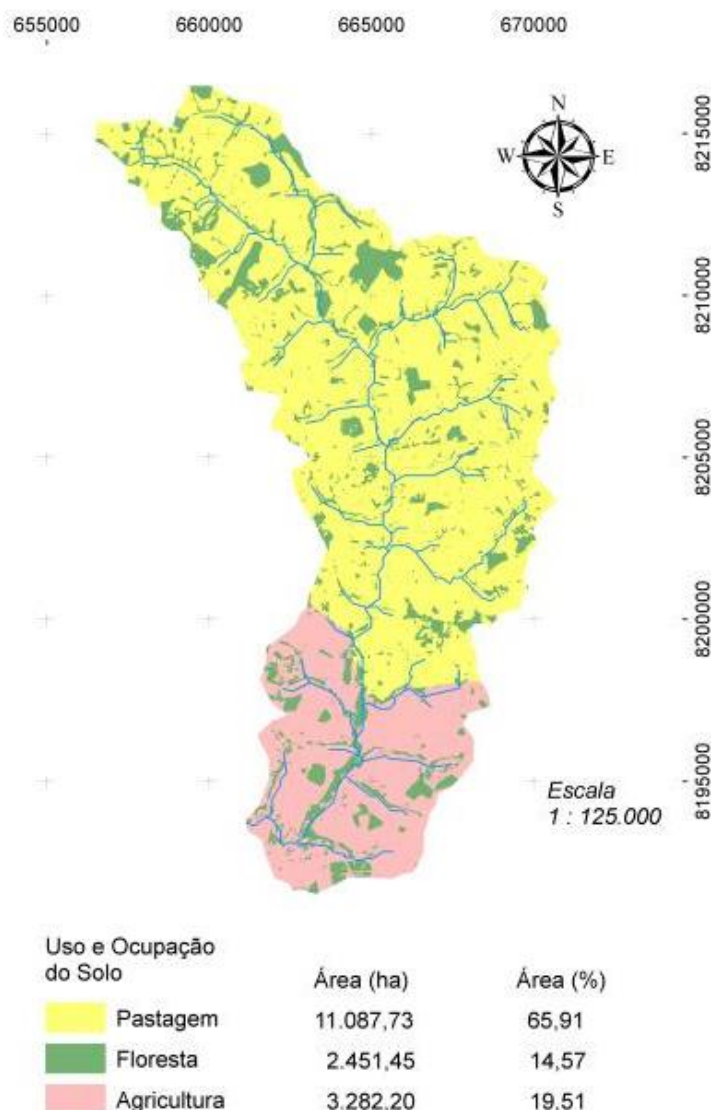 655000 660000 665000 670000
N
W E
S
8215000
8210000
8205000
8200000
8195000
Escala
1 : 125.000
Uso e Ocupação
do Solo Área (ha) Área (%)
Pastagem 11.087,73 65,91
Floresta 2.451,45 14,57
Agricultura 3.282,20 19,51